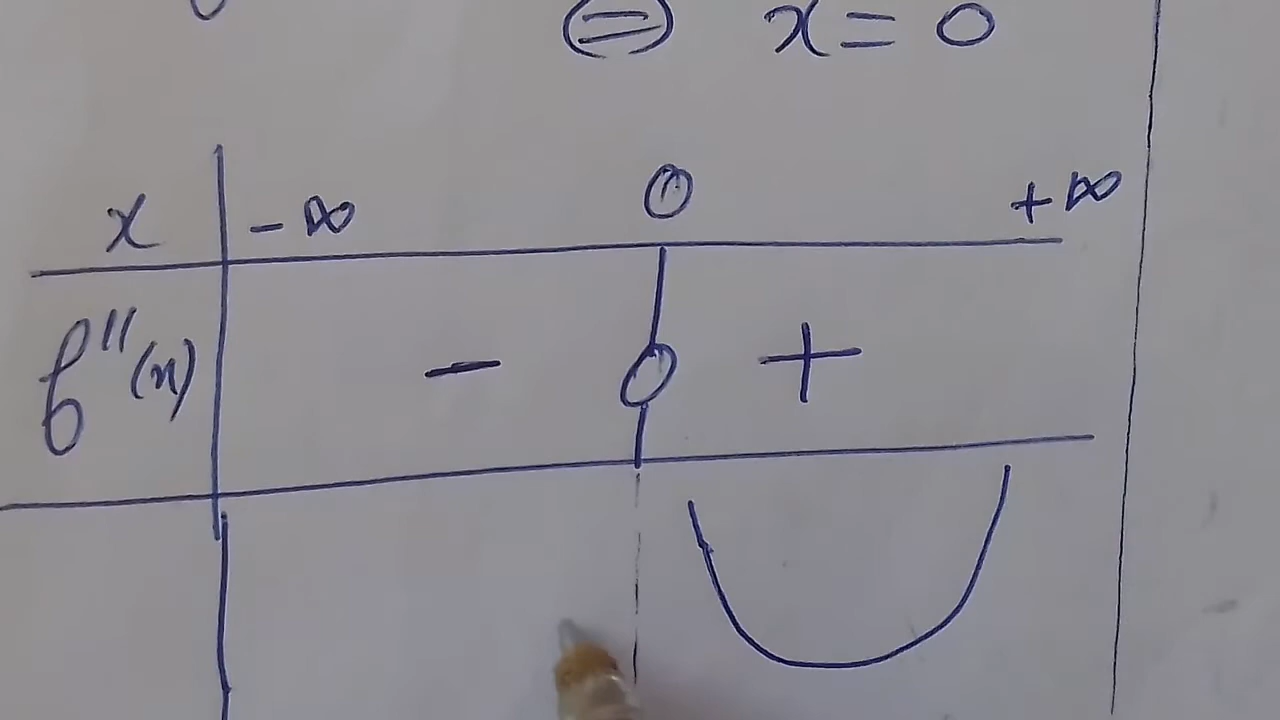 ⇔ x = 0
x -∞ 0 +∞
f''(x) - 0 +